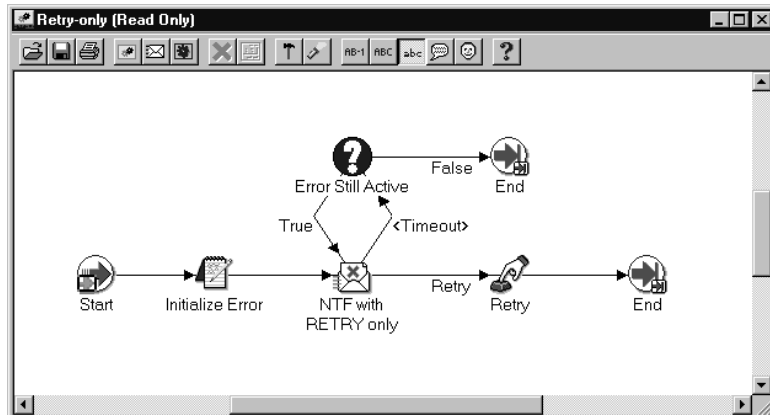 Retry-only (Read Only)
AB-1 ABC abc
False
Error Still Active
End
True
<Timeout>
Retry
Start
Initialize Error
NTF with
RETRY only
Retry
End